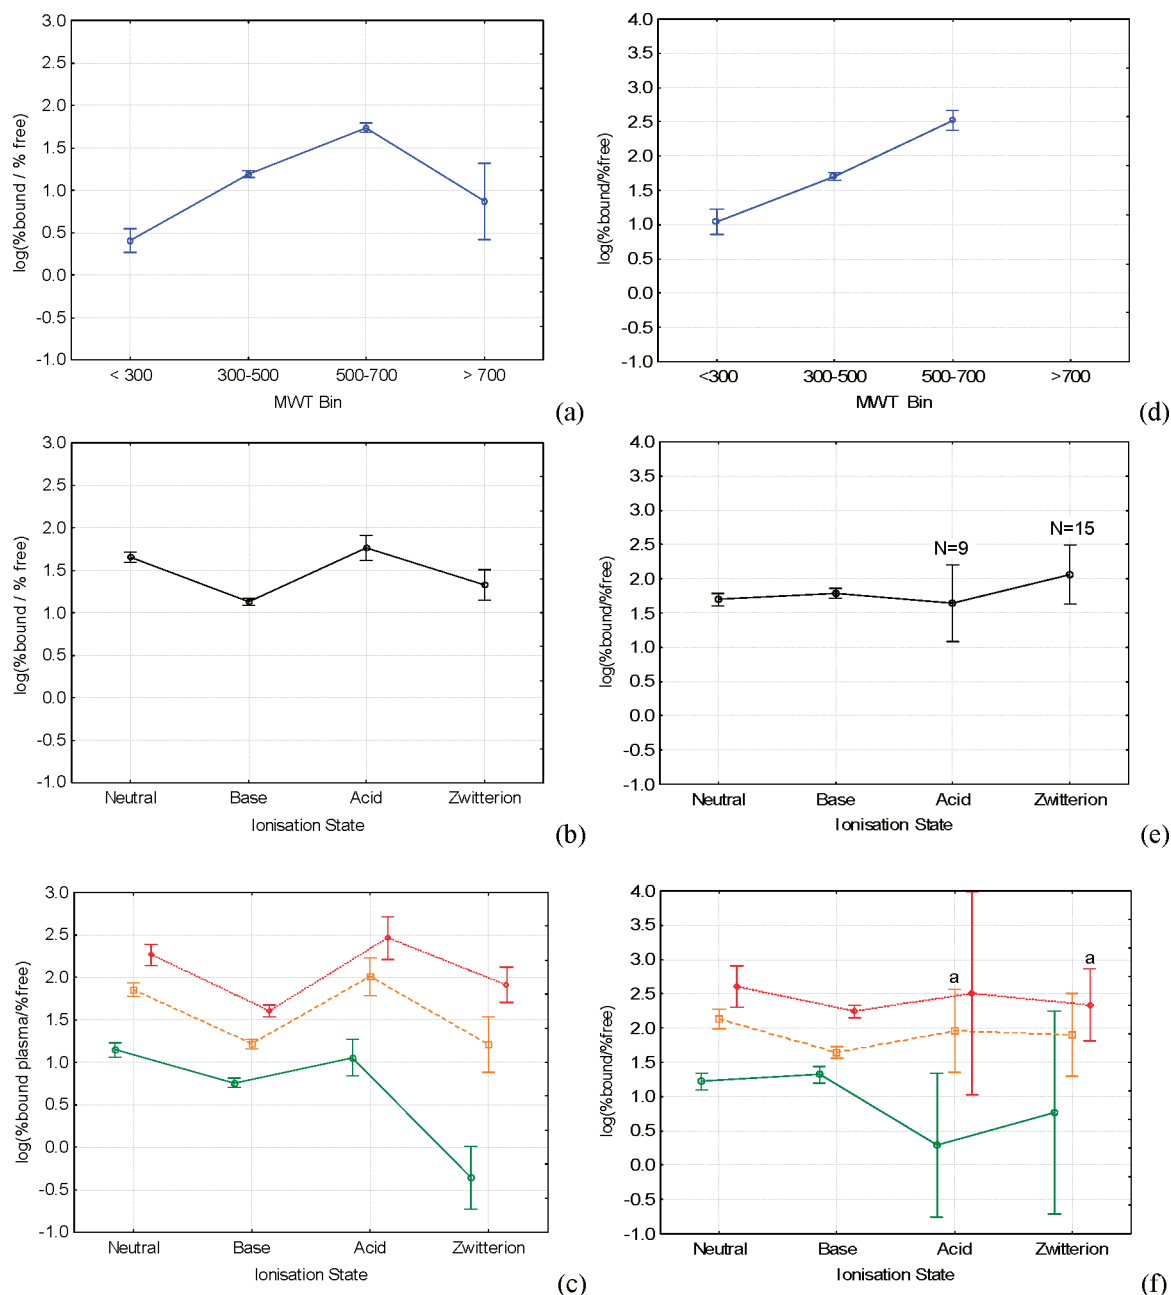 3.0
2.5
2.0
1.5
1.0
0.5
0.0
-0.5
-1.0
log(%bound / % free)
< 300 300-500 500-700 > 700
MWT Bin
(a)
4.0
3.5
3.0
2.5
2.0
1.5
1.0
0.5
0.0
-0.5
-1.0
log(%bound/%free)
<300 300-500 500-700 >700
MWT Bin
(d)
3.0
2.5
2.0
1.5
1.0
0.5
0.0
-0.5
-1.0
log(%bound / % free)
Neutral Base Acid Zwitterion
Ionisation State
(b)
4.0
3.5
3.0
2.5
2.0
1.5
1.0
0.5
0.0
-0.5
-1.0
log(%bound/%free)
N=9
N=15
Neutral Base Acid Zwitterion
Ionisation State
(e)
3.0
2.5
2.0
1.5
1.0
0.5
0.0
-0.5
-1.0
log(%bound plasma/%free)
Neutral Base Acid Zwitterion
Ionisation State
(c)
4.0
3.5
3.0
2.5
2.0
1.5
1.0
0.5
0.0
-0.5
-1.0
log(%bound/%free)
a
a
Neutral Base Acid Zwitterion
Ionisation State
(f)